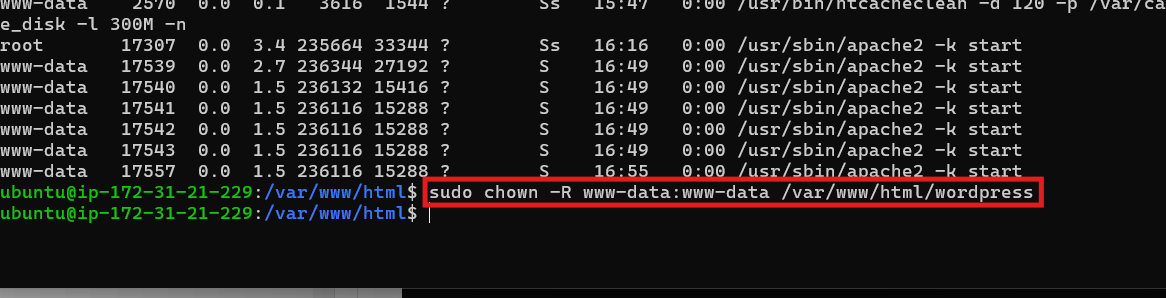 www-data    2570  0.0  0.1   3616  1544 ?        Ss   15:47   0:00 /usr/bin/htcacheclean -d 120 -p /var/ca
e_disk -l 300M -n
root       17307  0.0  3.4 235664 33344 ?        Ss   16:16   0:00 /usr/sbin/apache2 -k start
www-data   17539  0.0  2.7 236344 27192 ?        S    16:49   0:00 /usr/sbin/apache2 -k start
www-data   17540  0.0  1.5 236132 15416 ?        S    16:49   0:00 /usr/sbin/apache2 -k start
www-data   17541  0.0  1.5 236116 15288 ?        S    16:49   0:00 /usr/sbin/apache2 -k start
www-data   17542  0.0  1.5 236116 15288 ?        S    16:49   0:00 /usr/sbin/apache2 -k start
www-data   17543  0.0  1.5 236116 15288 ?        S    16:49   0:00 /usr/sbin/apache2 -k start
www-data   17557  0.0  1.5 236116 15288 ?        S    16:55   0:00 /usr/sbin/apache2 -k start
ubuntu@ip-172-31-21-229:/var/www/html$ sudo chown -R www-data:www-data /var/www/html/wordpress
ubuntu@ip-172-31-21-229:/var/www/html$